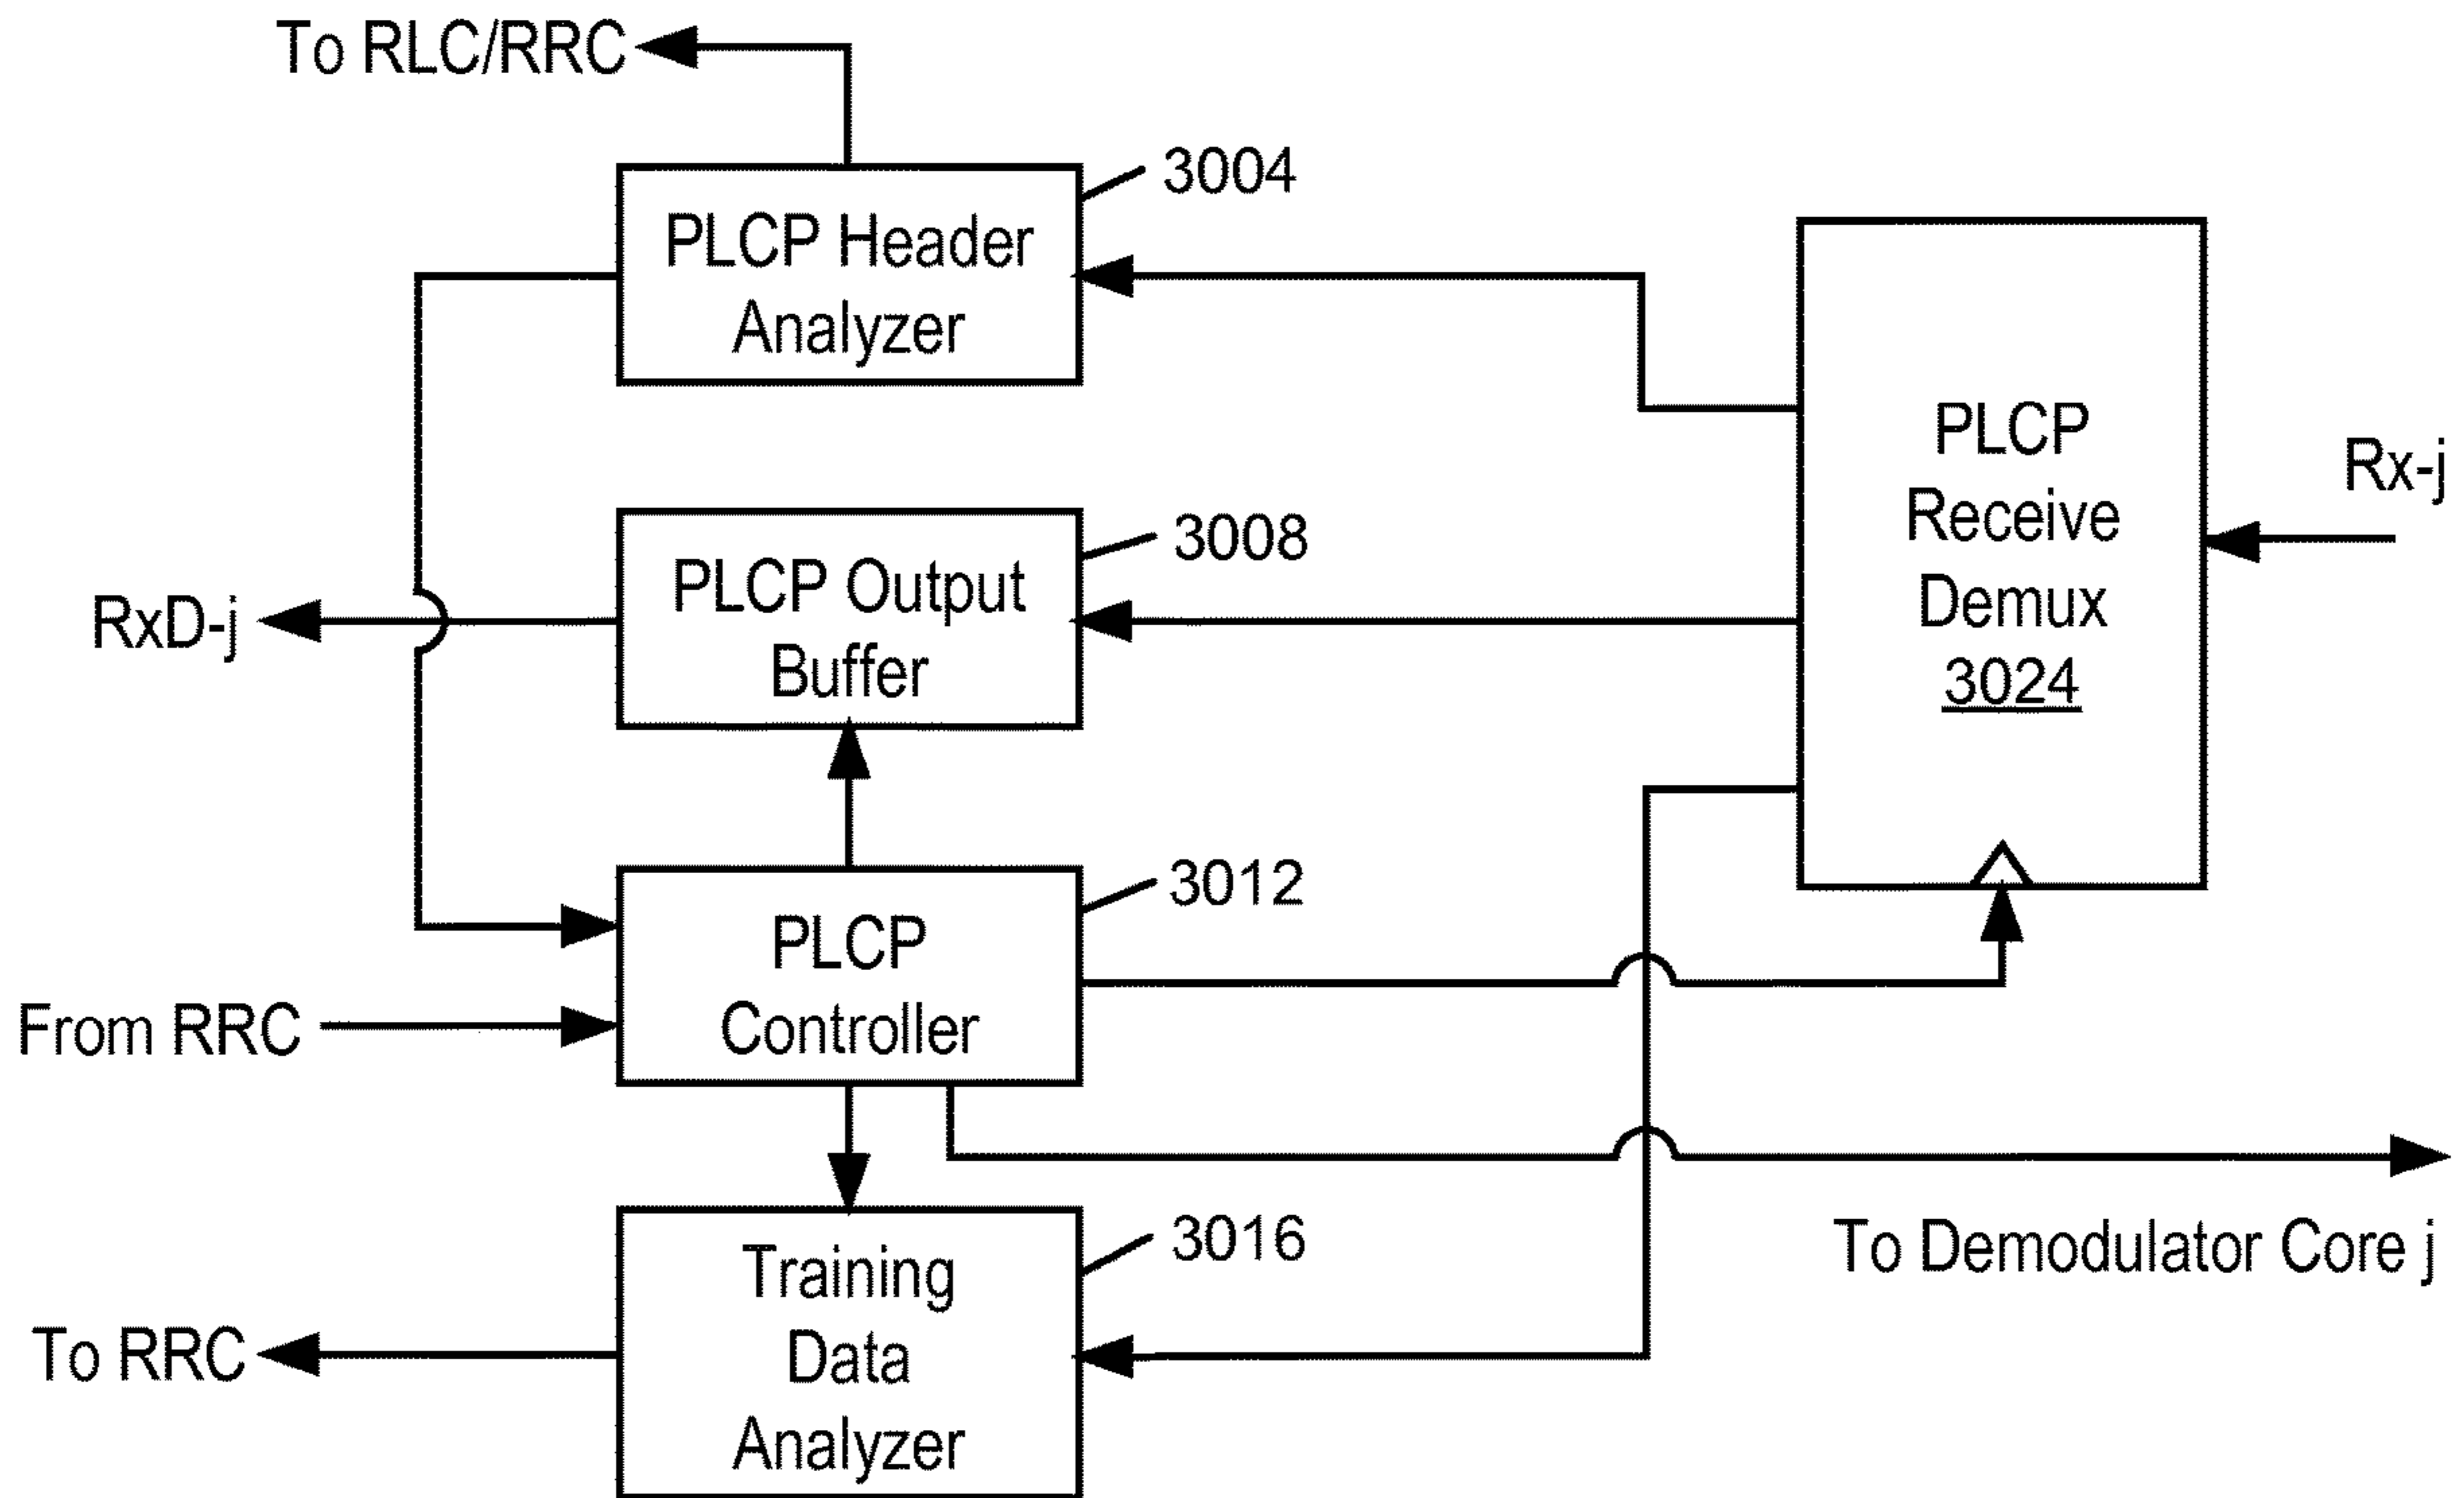 To RLC/RRC
3004
PLCP Header
Analyzer
PLCP
Receive
Demux
3024
Rx-j
3008
PLCP Output
Buffer
RxD-j
3012
PLCP
Controller
From RRC
To Demodulator Core j
3016
Training
Data
Analyzer
To RRC